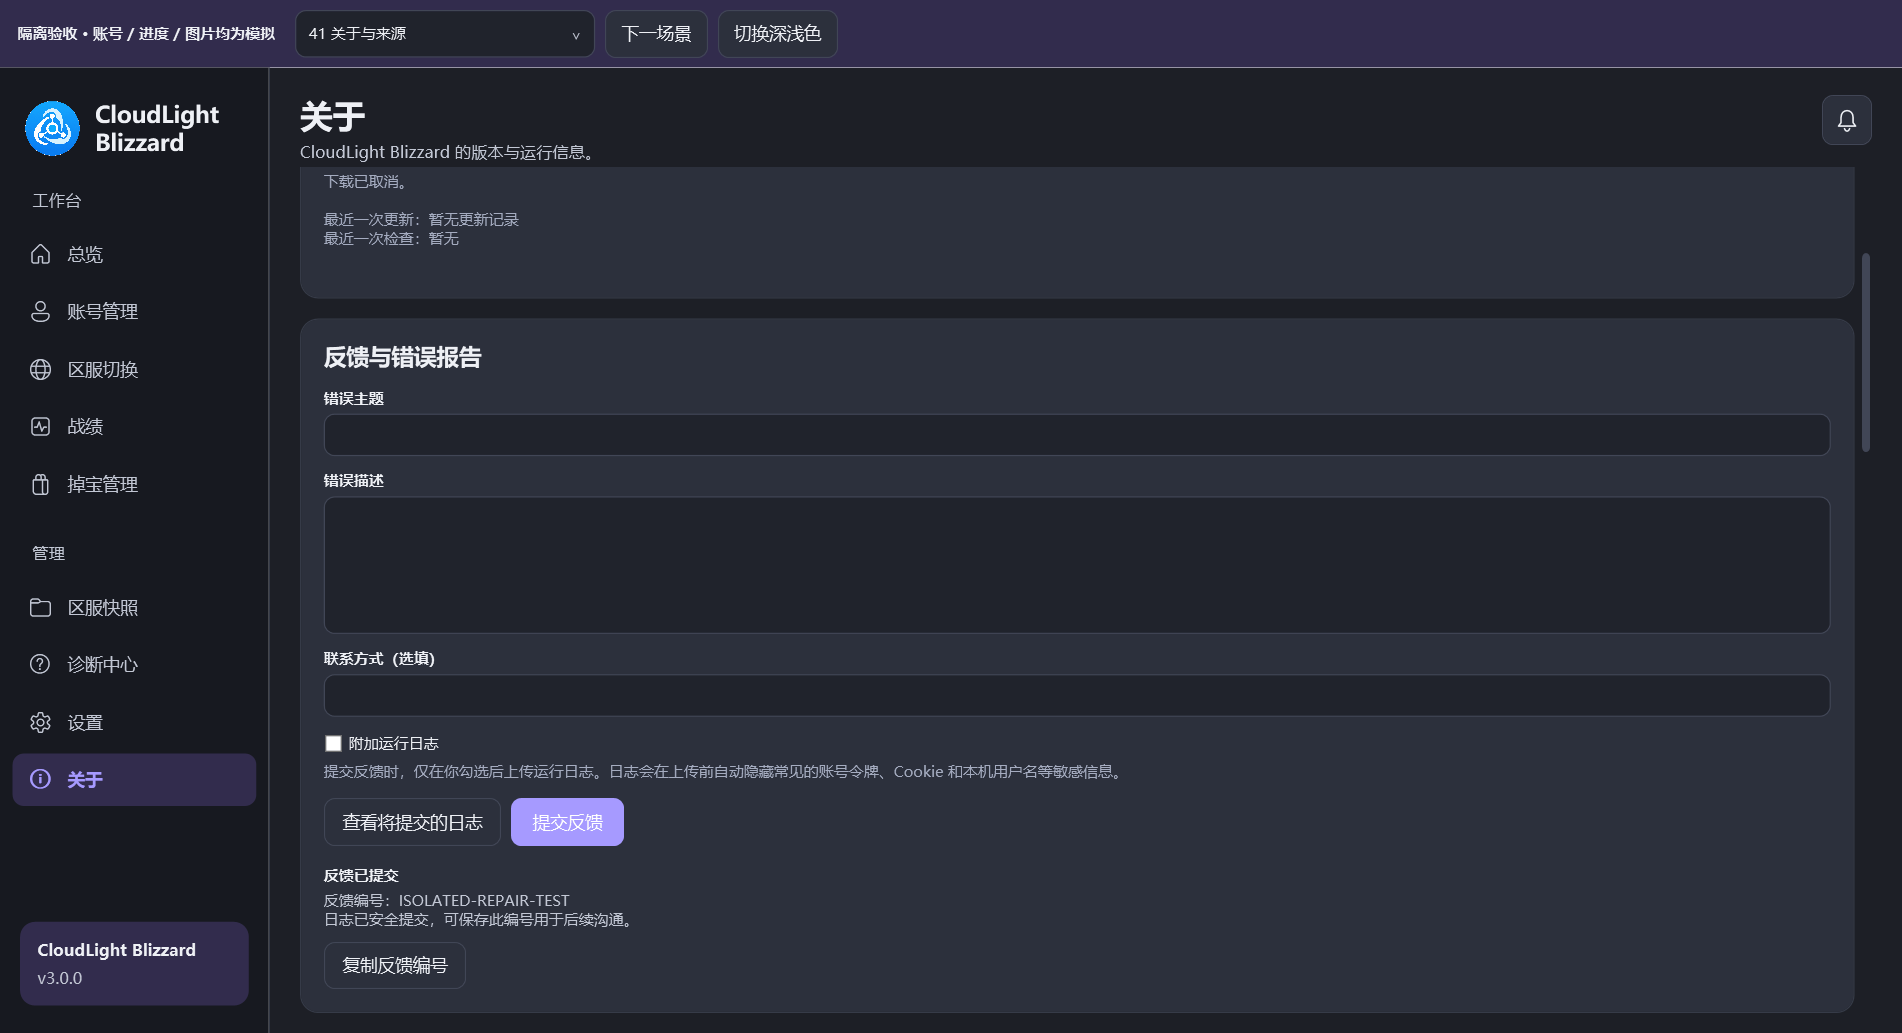 隔离验收 • 账号 / 进度 / 图片均为模拟
41 关于与来源
下一场景
切换深浅色
CloudLight
Blizzard
工作台
总览
账号管理
区服切换
战绩
掉宝管理
管理
区服快照
诊断中心
设置
关于
CloudLight Blizzard
v3.0.0
关于
CloudLight Blizzard 的版本与运行信息。
下载已取消。
最近一次更新：暂无更新记录
最近一次检查：暂无
反馈与错误报告
错误主题
错误描述
联系方式（选填）
附加运行日志
提交反馈时，仅在你勾选后上传运行日志。日志会在上传前自动隐藏常见的账号令牌、Cookie 和本机用户名等敏感信息。
查看将提交的日志
提交反馈
反馈已提交
反馈编号：ISOLATED-REPAIR-TEST
日志已安全提交，可保存此编号用于后续沟通。
复制反馈编号